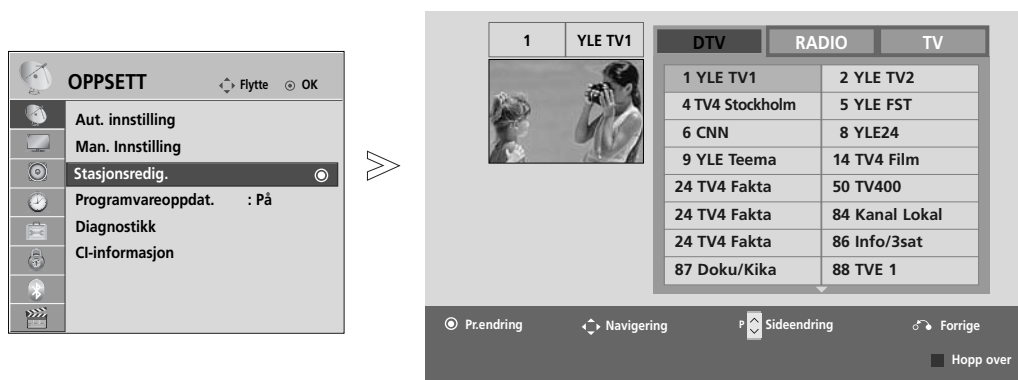 OPPSETT Flytte OK
Aut. innstilling
Man. Innstilling
Stasjonsredig.
Programvareoppdat. : På
Diagnostikk
CI-informasjon
1 YLE TV1
DTV RADIO TV
1 YLE TV1 2 YLE TV2
4 TV4 Stockholm 5 YLE FST
6 CNN 8 YLE24
9 YLE Teema 14 TV4 Film
24 TV4 Fakta 50 TV400
24 TV4 Fakta 84 Kanal Lokal
24 TV4 Fakta 86 Info/3sat
87 Doku/Kika 88 TVE 1
Pr.endring Navigering P Sideendring Forrige
Hopp over